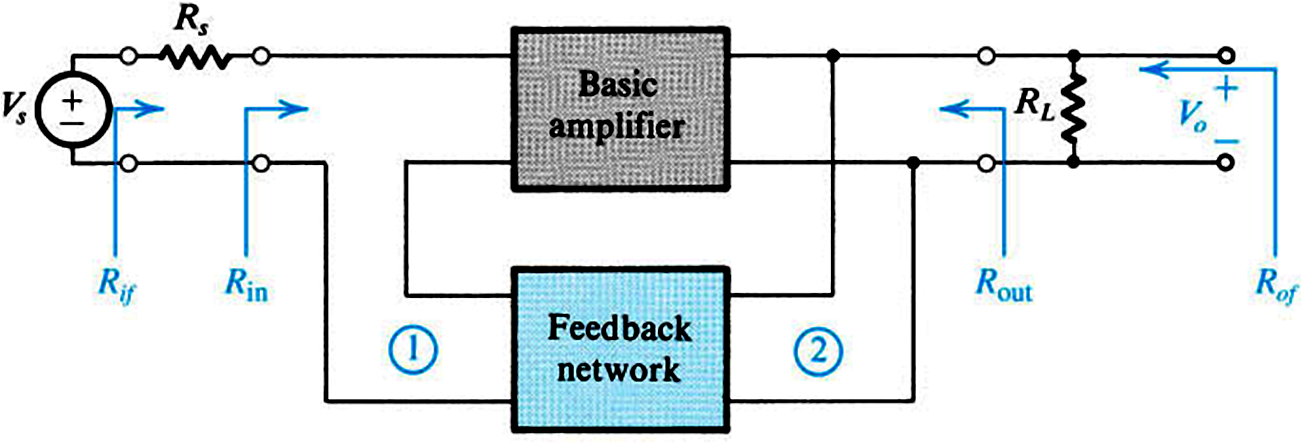 R_s
V_s
+
−
Basic
amplifier
R_L
+
V_o
−
R_if
R_in
R_out
R_of
Feedback
network
1
2